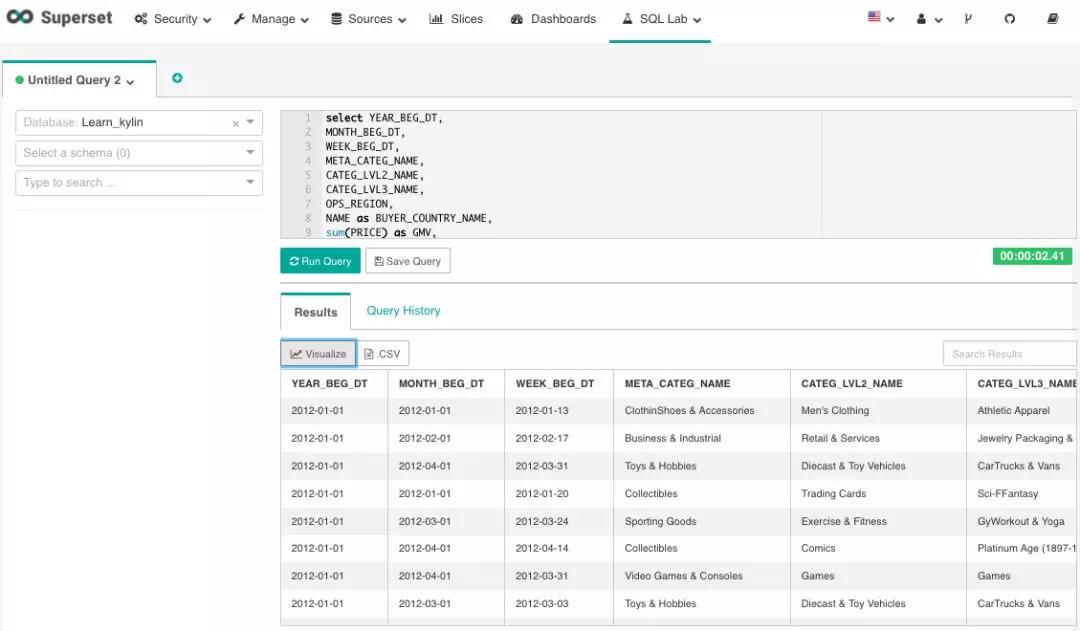 Superset Security Manage Sources Slices Dashboards SQL Lab
Untitled Query 2
Database: Learn_kylin
Select a schema (0)
Type to search ...
1 select YEAR_BEG_DT,
2 MONTH_BEG_DT,
3 WEEK_BEG_DT,
4 META_CATEG_NAME,
5 CATEG_LVL2_NAME,
6 CATEG_LVL3_NAME,
7 OPS_REGION,
8 NAME as BUYER_COUNTRY_NAME,
9 sum(PRICE) as GMV,
Run Query Save Query 00:00:02.41
Results Query History
Visualize .CSV Search Results
YEAR_BEG_DT MONTH_BEG_DT WEEK_BEG_DT META_CATEG_NAME CATEG_LVL2_NAME CATEG_LVL3_NAME
2012-01-01 2012-01-01 2012-01-13 ClothinShoes & Accessories Men's Clothing Athletic Apparel
2012-01-01 2012-02-01 2012-02-17 Business & Industrial Retail & Services Jewelry Packaging &
2012-01-01 2012-04-01 2012-03-31 Toys & Hobbies Diecast & Toy Vehicles CarTrucks & Vans
2012-01-01 2012-01-01 2012-01-20 Collectibles Trading Cards Sci-FFantasy
2012-01-01 2012-03-01 2012-03-24 Sporting Goods Exercise & Fitness GyWorkout & Yoga
2012-01-01 2012-04-01 2012-04-14 Collectibles Comics Platinum Age (1897-1
2012-01-01 2012-04-01 2012-03-31 Video Games & Consoles Games Games
2012-01-01 2012-03-01 2012-03-03 Toys & Hobbies Diecast & Toy Vehicles CarTrucks & Vans